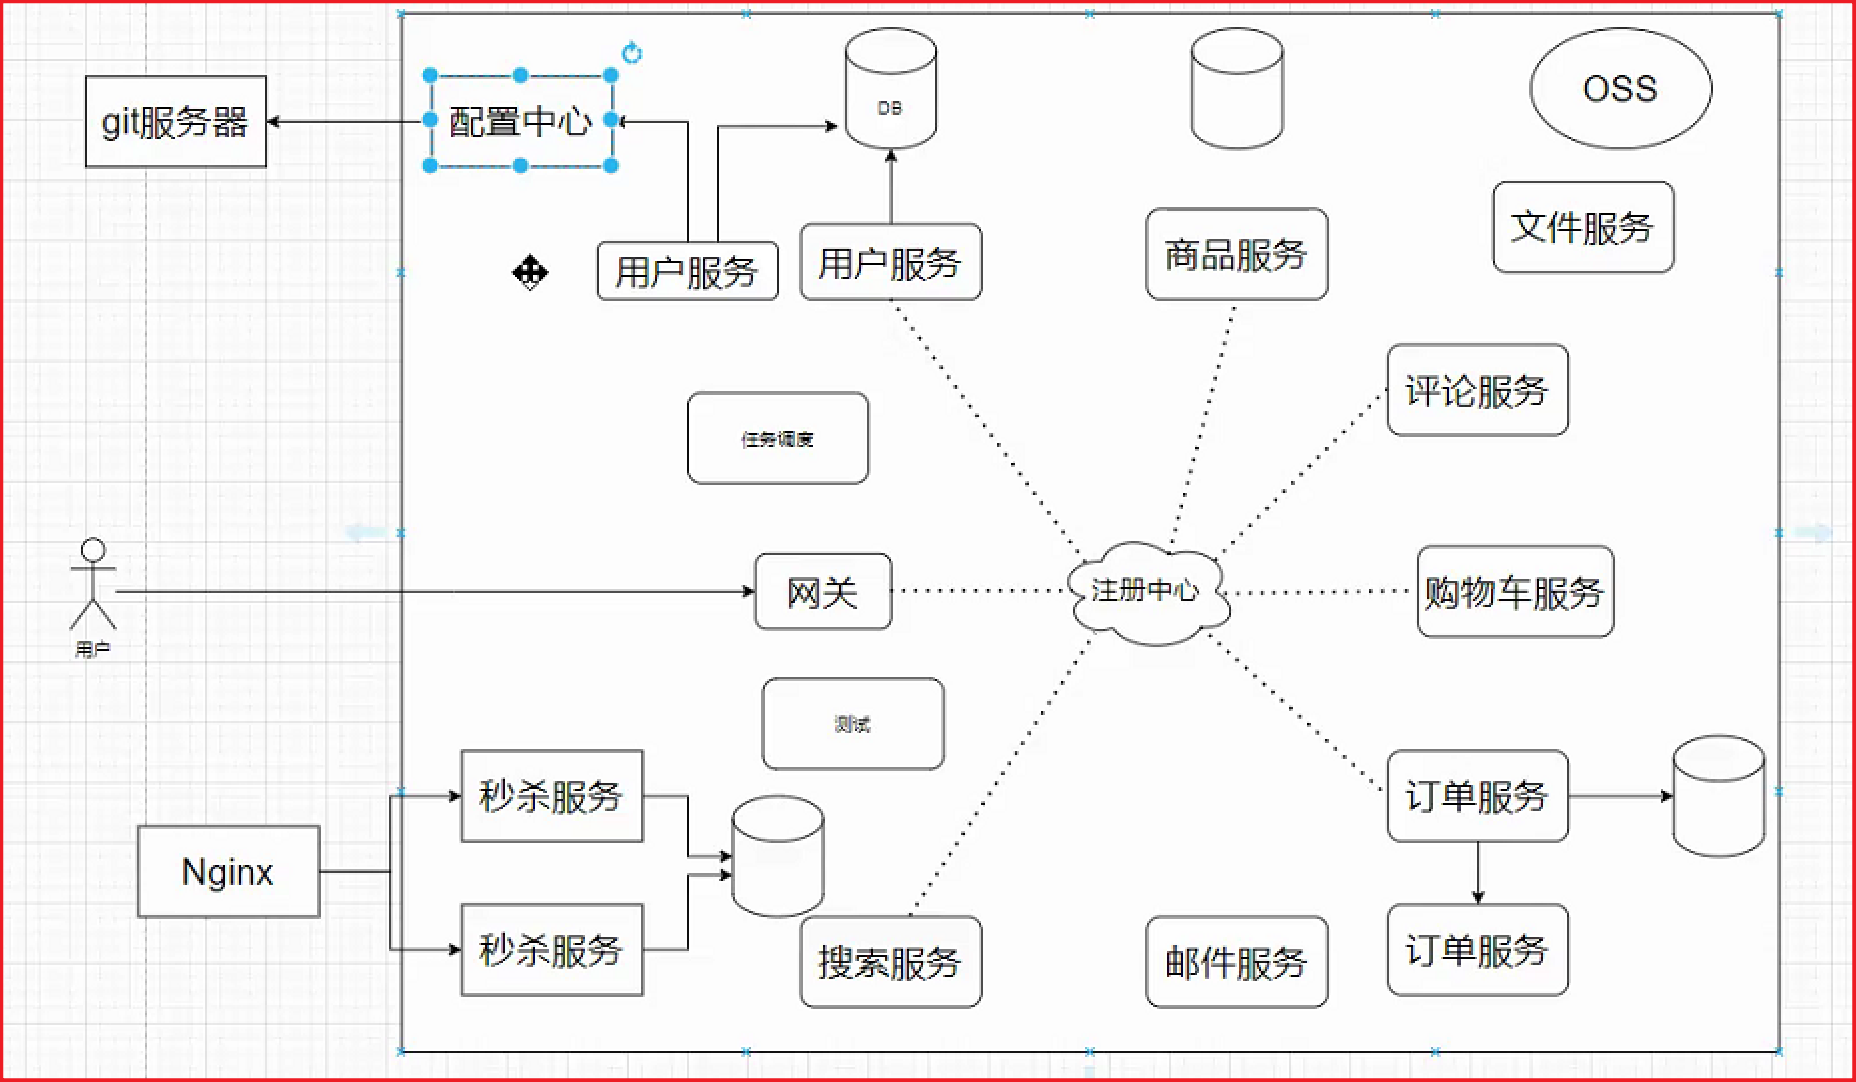 DB
OSS
git服务器
配置中心
用户服务
用户服务
商品服务
文件服务
评论服务
任务调度
注册中心
网关
购物车服务
用户
测试
秒杀服务
订单服务
Nginx
秒杀服务
搜索服务
邮件服务
订单服务